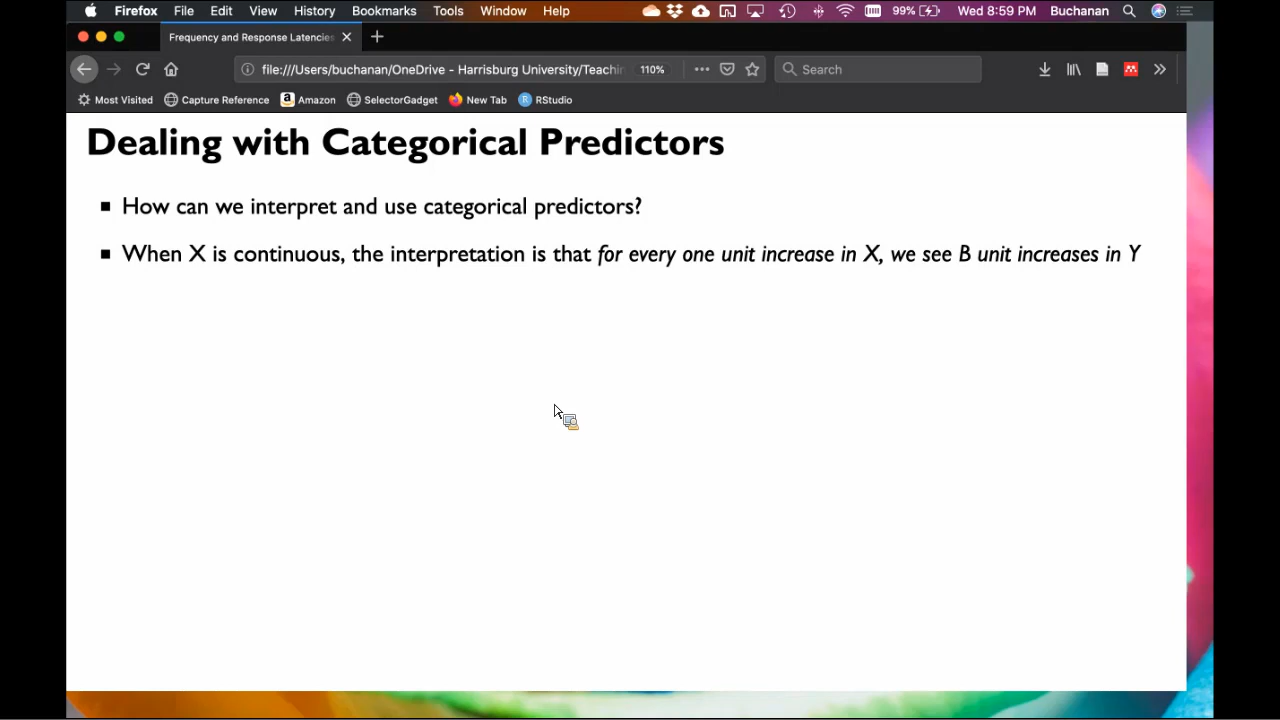 Firefox File Edit View History Bookmarks Tools Window Help 99% Wed 8:59 PM Buchanan
Frequency and Response Latencies
file:///Users/buchanan/OneDrive - Harrisburg University/Teachin 110% Search
Most Visited Capture Reference Amazon SelectorGadget New Tab RStudio
Dealing with Categorical Predictors
How can we interpret and use categorical predictors?
When X is continuous, the interpretation is that for every one unit increase in X, we see B unit increases in Y